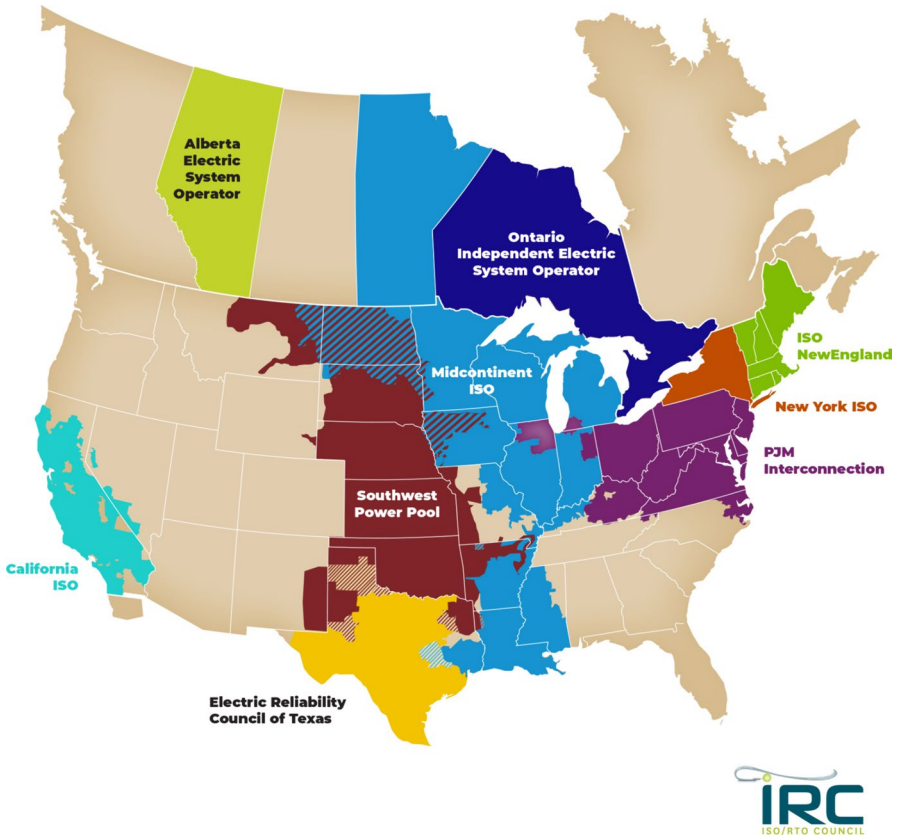 Alberta
Electric
System
Operator
Ontario
Independent Electric
System Operator
ISO
NewEngland
Midcontinent
ISO
New York ISO
PJM
Interconnection
Southwest
Power Pool
California
ISO
Electric Reliability
Council of Texas
IRC
ISO/RTO COUNCIL